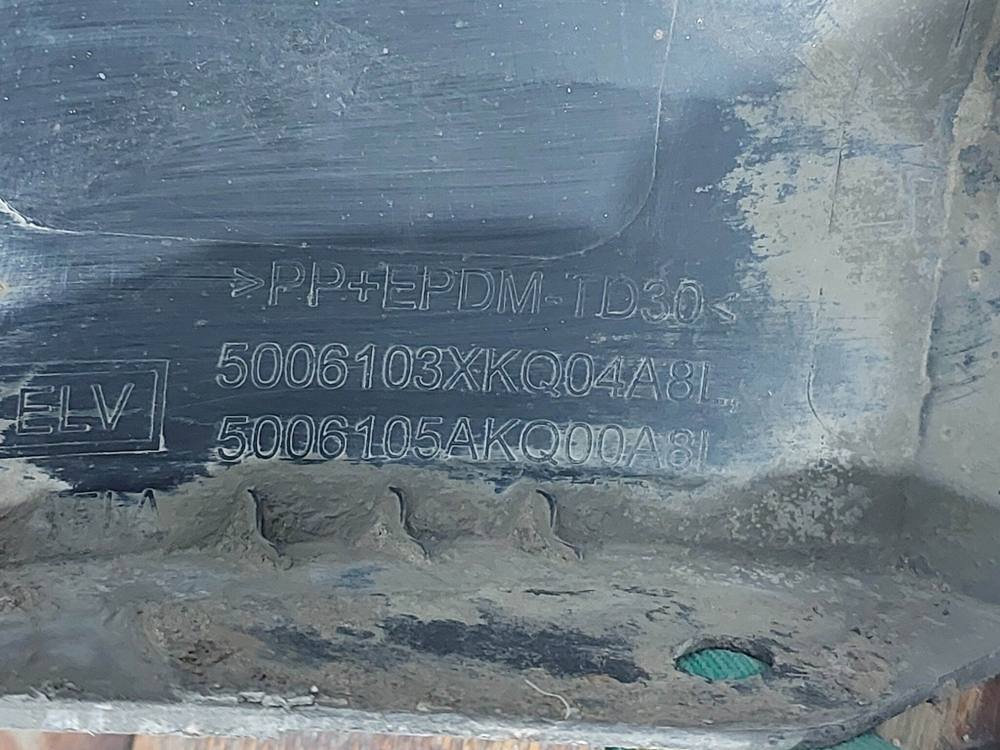 >PP+EPDM-TD30<
5006103XKQ04A8L,
5006105AKQ00A8L
ELV